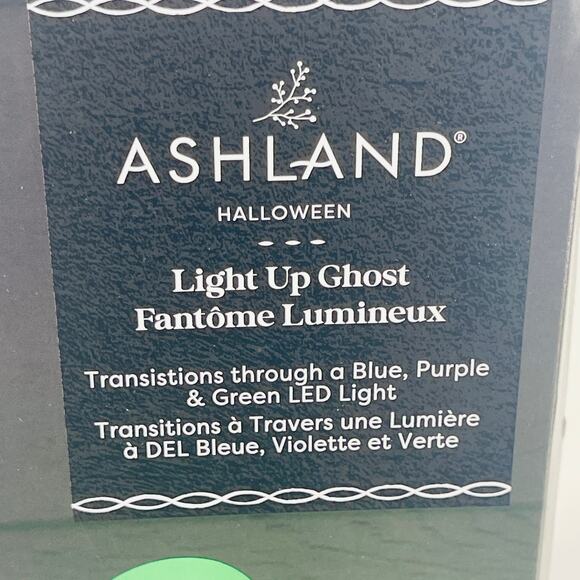 ASHLAND®
HALLOWEEN
Light Up Ghost
Fantôme Lumineux
Transistions through a Blue, Purple
& Green LED Light
Transitions à Travers une Lumière
à DEL Bleue, Violette et Verte